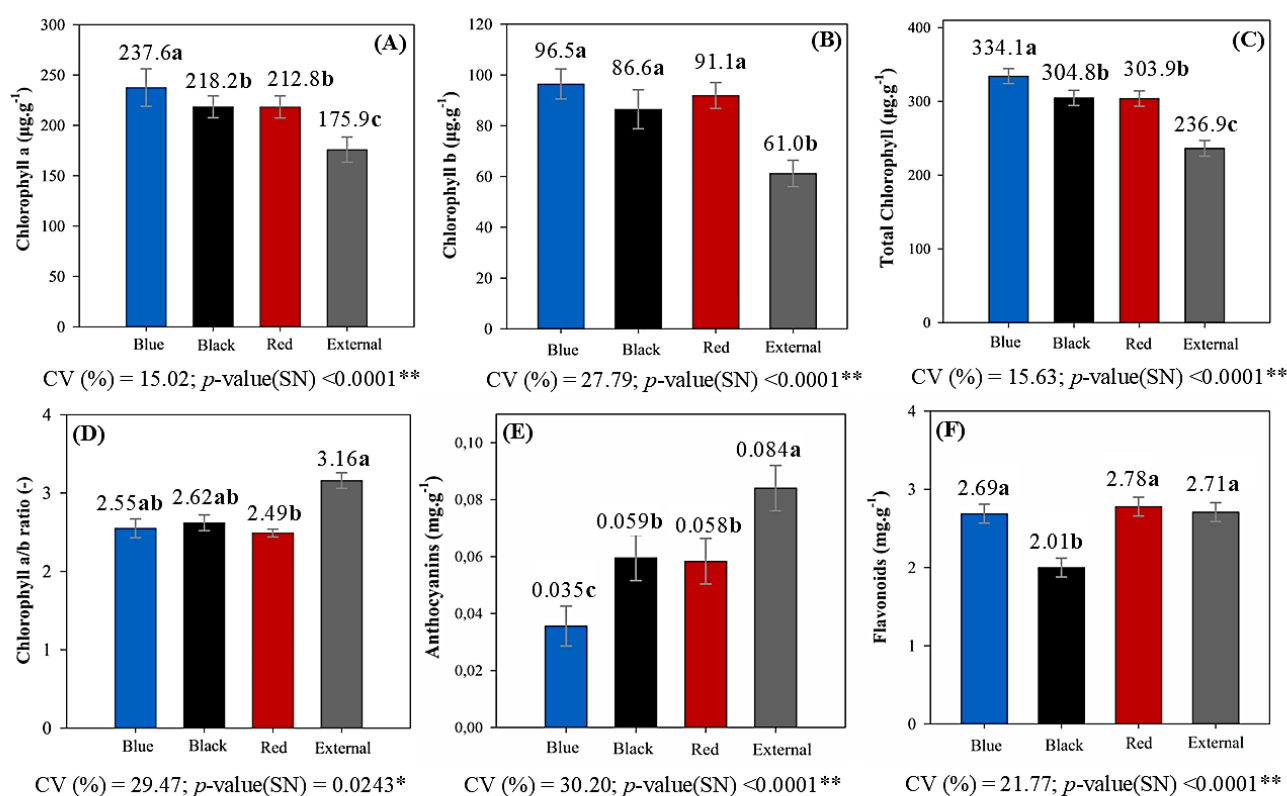 (A)
Chlorophyll a (µg.g-1)
300
250
200
150
100
50
0
237.6a
218.2b
212.8b
175.9c
Blue Black Red External
CV (%) = 15.02; p-value(SN) <0.0001**
(B)
Chlorophyll b (µg.g-1)
120
100
80
60
40
20
0
96.5a
86.6a
91.1a
61.0b
Blue Black Red External
CV (%) = 27.79; p-value(SN) <0.0001**
(C)
Total Chlorophyll (µg.g-1)
400
300
200
100
0
334.1a
304.8b
303.9b
236.9c
Blue Black Red External
CV (%) = 15.63; p-value(SN) <0.0001**
(D)
Chlorophyll a/b ratio (-)
4
3
2
1
0
2.55ab
2.62ab
2.49b
3.16a
Blue Black Red External
CV (%) = 29.47; p-value(SN) = 0.0243*
(E)
Anthocyanins (mg.g-1)
0,10
0,08
0,06
0,04
0,02
0,00
0.035c
0.059b
0.058b
0.084a
Blue Black Red External
CV (%) = 30.20; p-value(SN) <0.0001**
(F)
Flavonoids (mg.g-1)
4
3
2
1
0
2.69a
2.01b
2.78a
2.71a
Blue Black Red External
CV (%) = 21.77; p-value(SN) <0.0001**